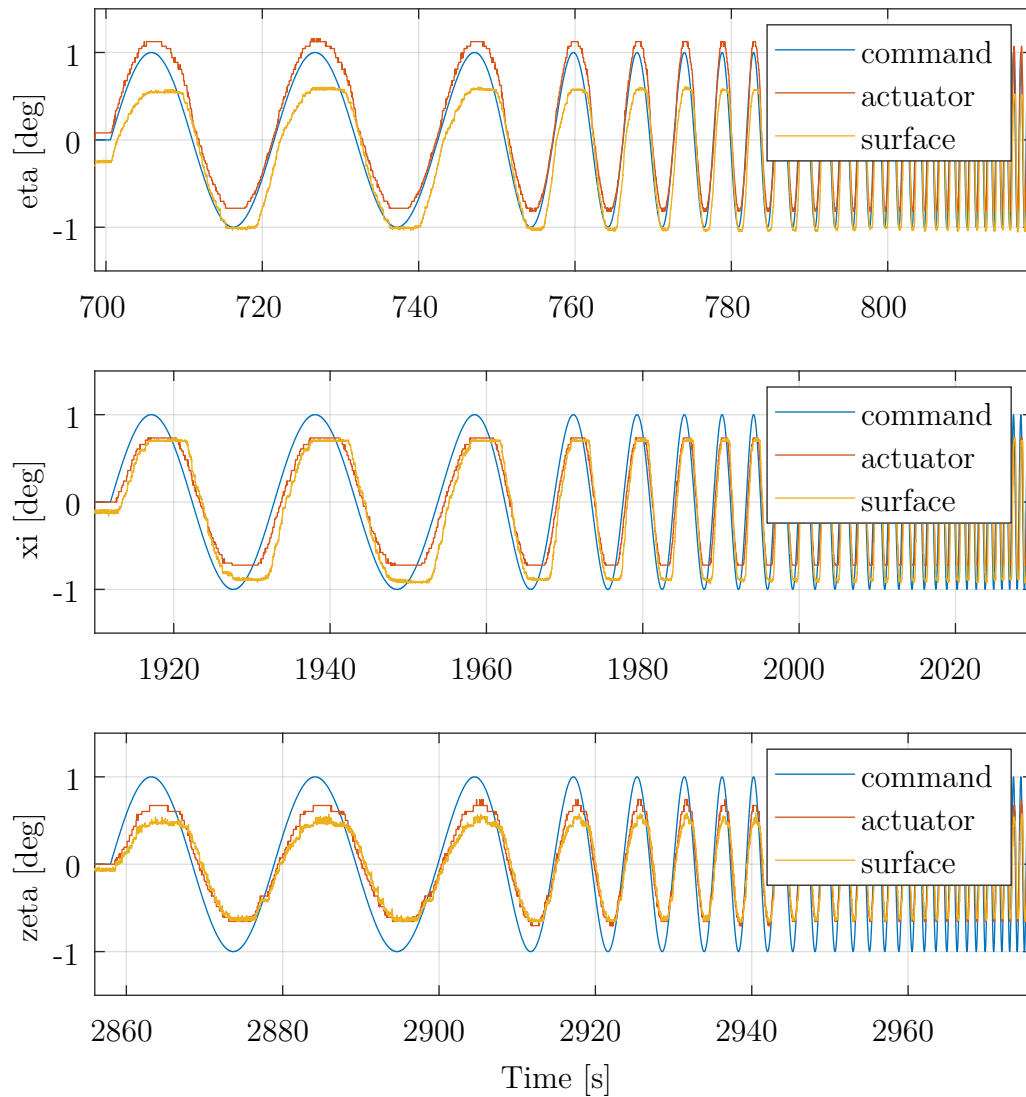 eta [deg]
1
0
-1
command
actuator
surface
700 720 740 760 780 800
xi [deg]
1
0
-1
command
actuator
surface
1920 1940 1960 1980 2000 2020
zeta [deg]
1
0
-1
command
actuator
surface
2860 2880 2900 2920 2940 2960
Time [s]